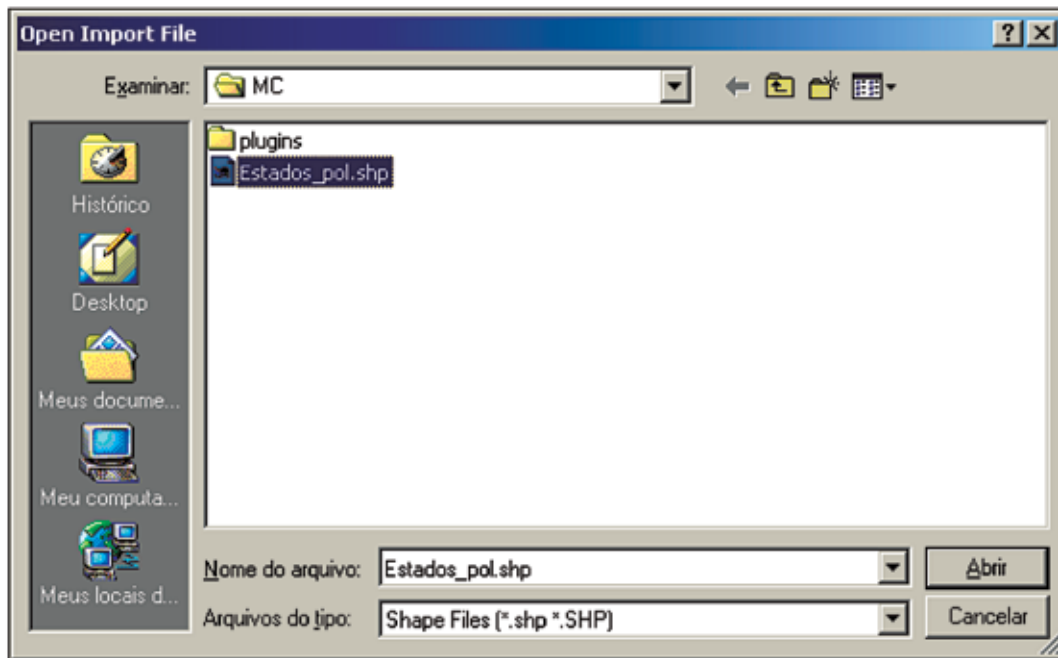 Open Import File
Examinar: MC
plugins
Estados_pol.shp
Histórico
Desktop
Meus docume...
Meu computa...
Meus locais d...
Nome do arquivo: Estados_pol.shp Abrir
Arquivos do tipo: Shape Files (*.shp *.SHP) Cancelar